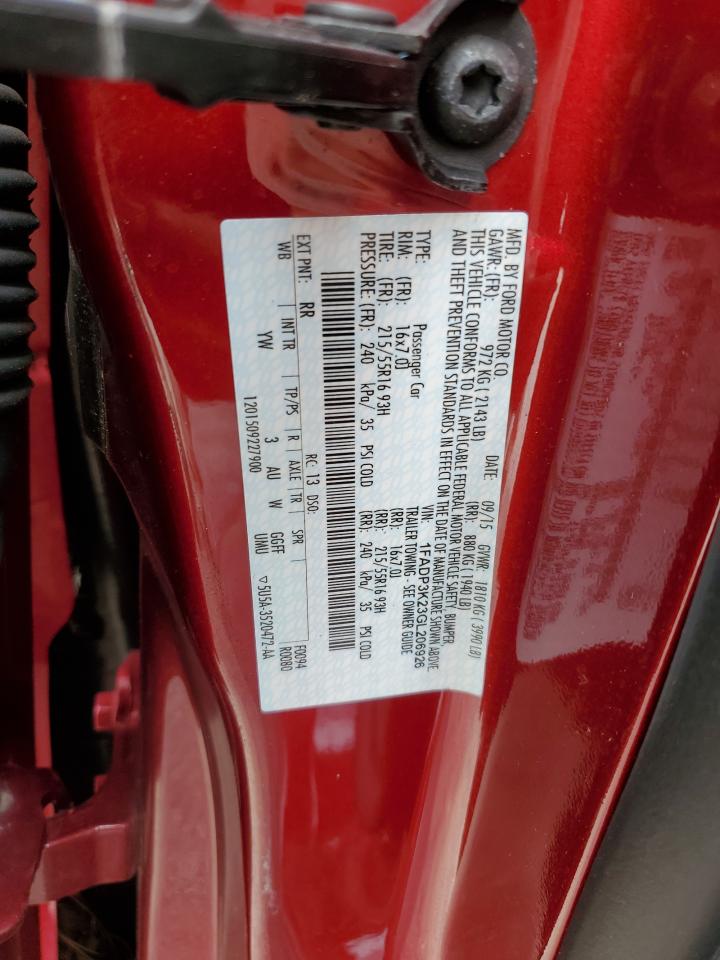 MFD. BY FORD MOTOR CO. DATE: 09/15 GVWR: 1810 KG ( 3990 LB)
GAWR: (FR): 972 KG ( 2143 LB) (RR): 880 KG ( 1940 LB)
THIS VEHICLE CONFORMS TO ALL APPLICABLE FEDERAL MOTOR VEHICLE SAFETY, BUMPER
AND THEFT PREVENTION STANDARDS IN EFFECT ON THE DATE OF MANUFACTURE SHOWN ABOVE
VIN: 1FADP3K23GL206926
TYPE: Passenger Car TRAILER TOWING - SEE OWNER GUIDE
RIM: (FR): 16x7.0J (RR): 16x7.0J
TIRE: (FR): 215/55R16 93H (RR): 215/55R16 93H
PRESSURE: (FR): 240 kPa/ 35 PSI COLD (RR): 240 kPa/ 35 PSI COLD
EXT PNT: RR RC: 13 DSO: F0094
WB INT TR TP/PS R AXLE TR SPR R0080
YW 3 AU W GGFF
UMU
1201509227900 ▽ 5U5A-3520472-AA